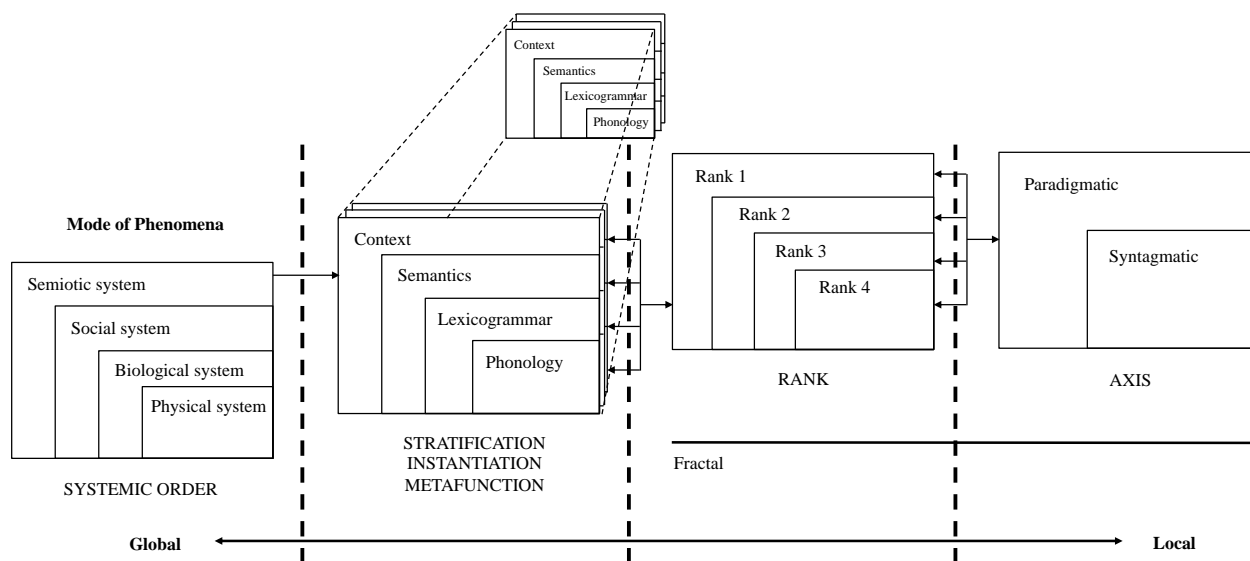 Context
Semantics
Lexicogrammar
Phonology
Mode of Phenomena
Semiotic system
Social system
Biological system
Physical system
SYSTEMIC ORDER
Context
Semantics
Lexicogrammar
Phonology
STRATIFICATION
INSTANTIATION
METAFUNCTION
Rank 1
Rank 2
Rank 3
Rank 4
RANK
Paradigmatic
Syntagmatic
AXIS
Fractal
Global
Local